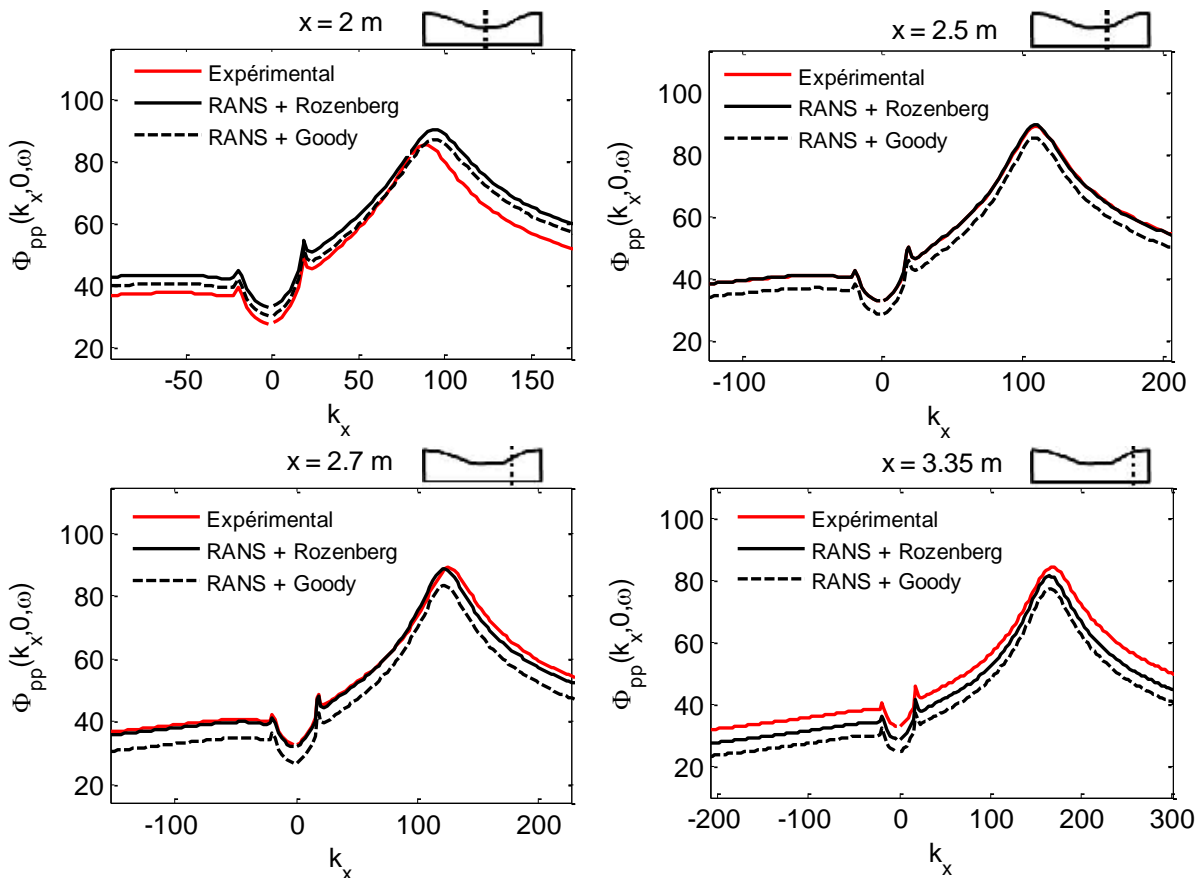 x = 2 m
Expérimental
RANS + Rozenberg
RANS + Goody
Φpp(kx,0,ω)
100
80
60
40
20
-50
0
50
100
150
kx
x = 2.5 m
Expérimental
RANS + Rozenberg
RANS + Goody
Φpp(kx,0,ω)
100
80
60
40
20
-100
0
100
200
kx
x = 2.7 m
Expérimental
RANS + Rozenberg
RANS + Goody
Φpp(kx,0,ω)
100
80
60
40
20
-100
0
100
200
kx
x = 3.35 m
Expérimental
RANS + Rozenberg
RANS + Goody
Φpp(kx,0,ω)
100
80
60
40
20
-200
-100
0
100
200
300
kx